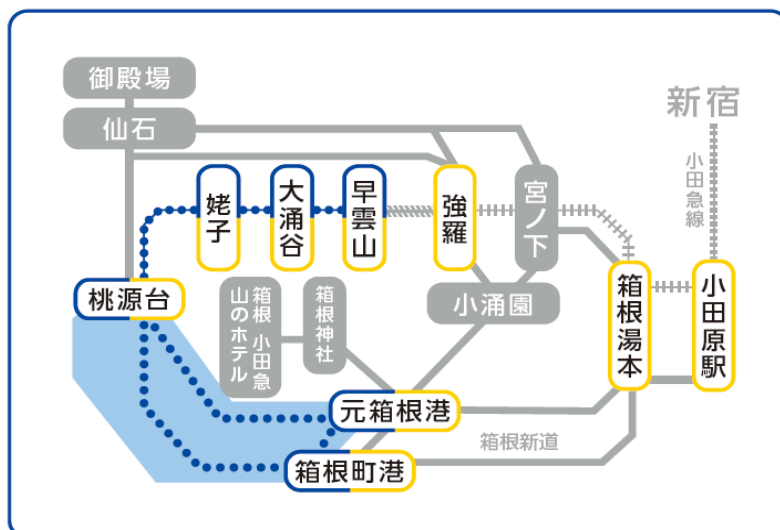 御殿場
仙石
新宿
小田急線
姥子
大涌谷
早雲山
強羅
宮ノ下
桃源台
箱根 小田急
山のホテル
箱根神社
小涌園
箱根湯本
小田原駅
元箱根港
箱根新道
箱根町港